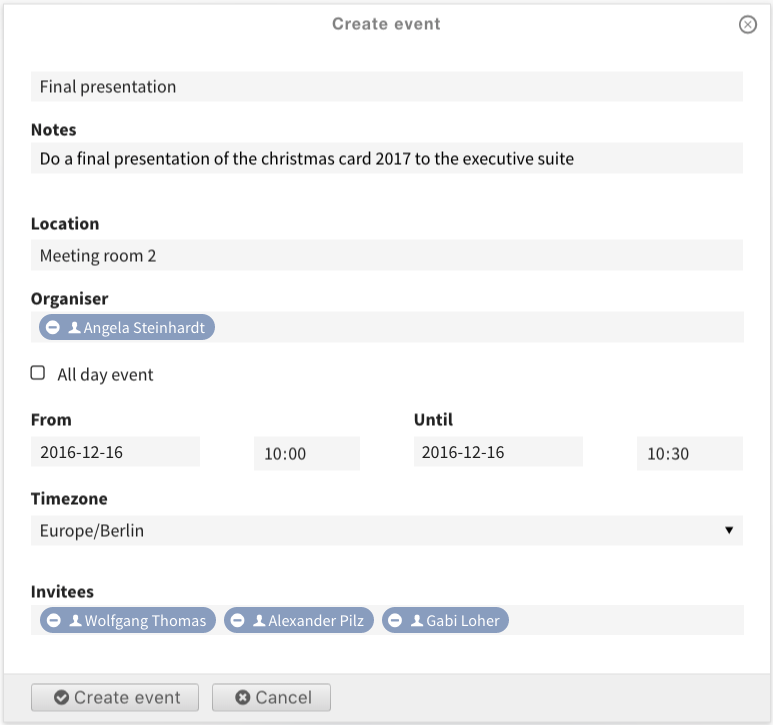 Create event
Final presentation
Notes
Do a final presentation of the christmas card 2017 to the executive suite
Location
Meeting room 2
Organiser
Angela Steinhardt
All day event
From Until
2016-12-16 10:00 2016-12-16 10:30
Timezone
Europe/Berlin
Invitees
Wolfgang Thomas Alexander Pilz Gabi Loher
Create event Cancel